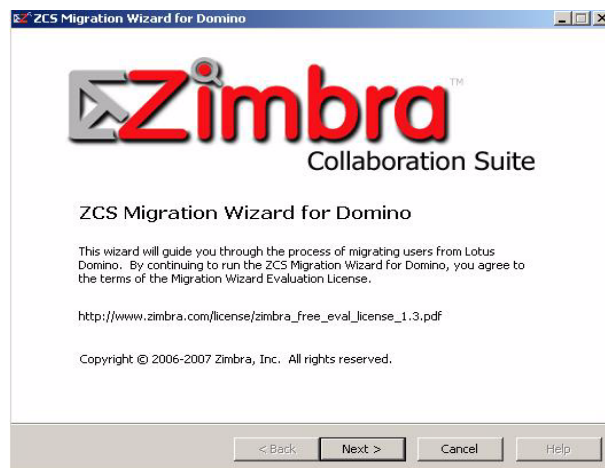 ZCS Migration Wizard for Domino
Zimbra™
Collaboration Suite
ZCS Migration Wizard for Domino
This wizard will guide you through the process of migrating users from Lotus
Domino. By continuing to run the ZCS Migration Wizard for Domino, you agree to
the terms of the Migration Wizard Evaluation License.
http://www.zimbra.com/license/zimbra_free_eval_license_1.3.pdf
Copyright © 2006-2007 Zimbra, Inc. All rights reserved.
< Back Next > Cancel Help